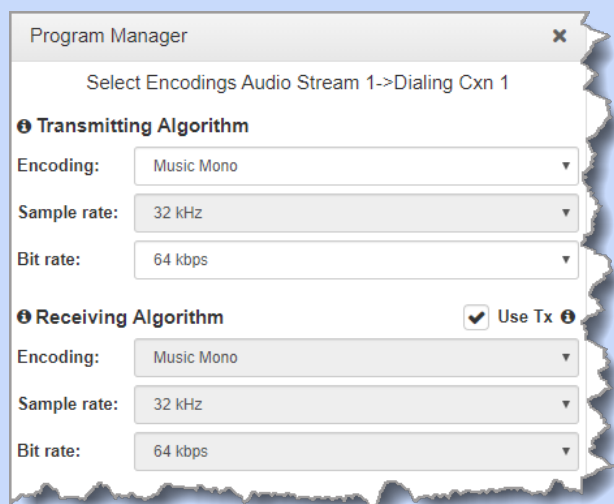 Program Manager ×
Select Encodings Audio Stream 1->Dialing Cxn 1
Transmitting Algorithm
Encoding: Music Mono
Sample rate: 32 kHz
Bit rate: 64 kbps
Receiving Algorithm Use Tx
Encoding: Music Mono
Sample rate: 32 kHz
Bit rate: 64 kbps